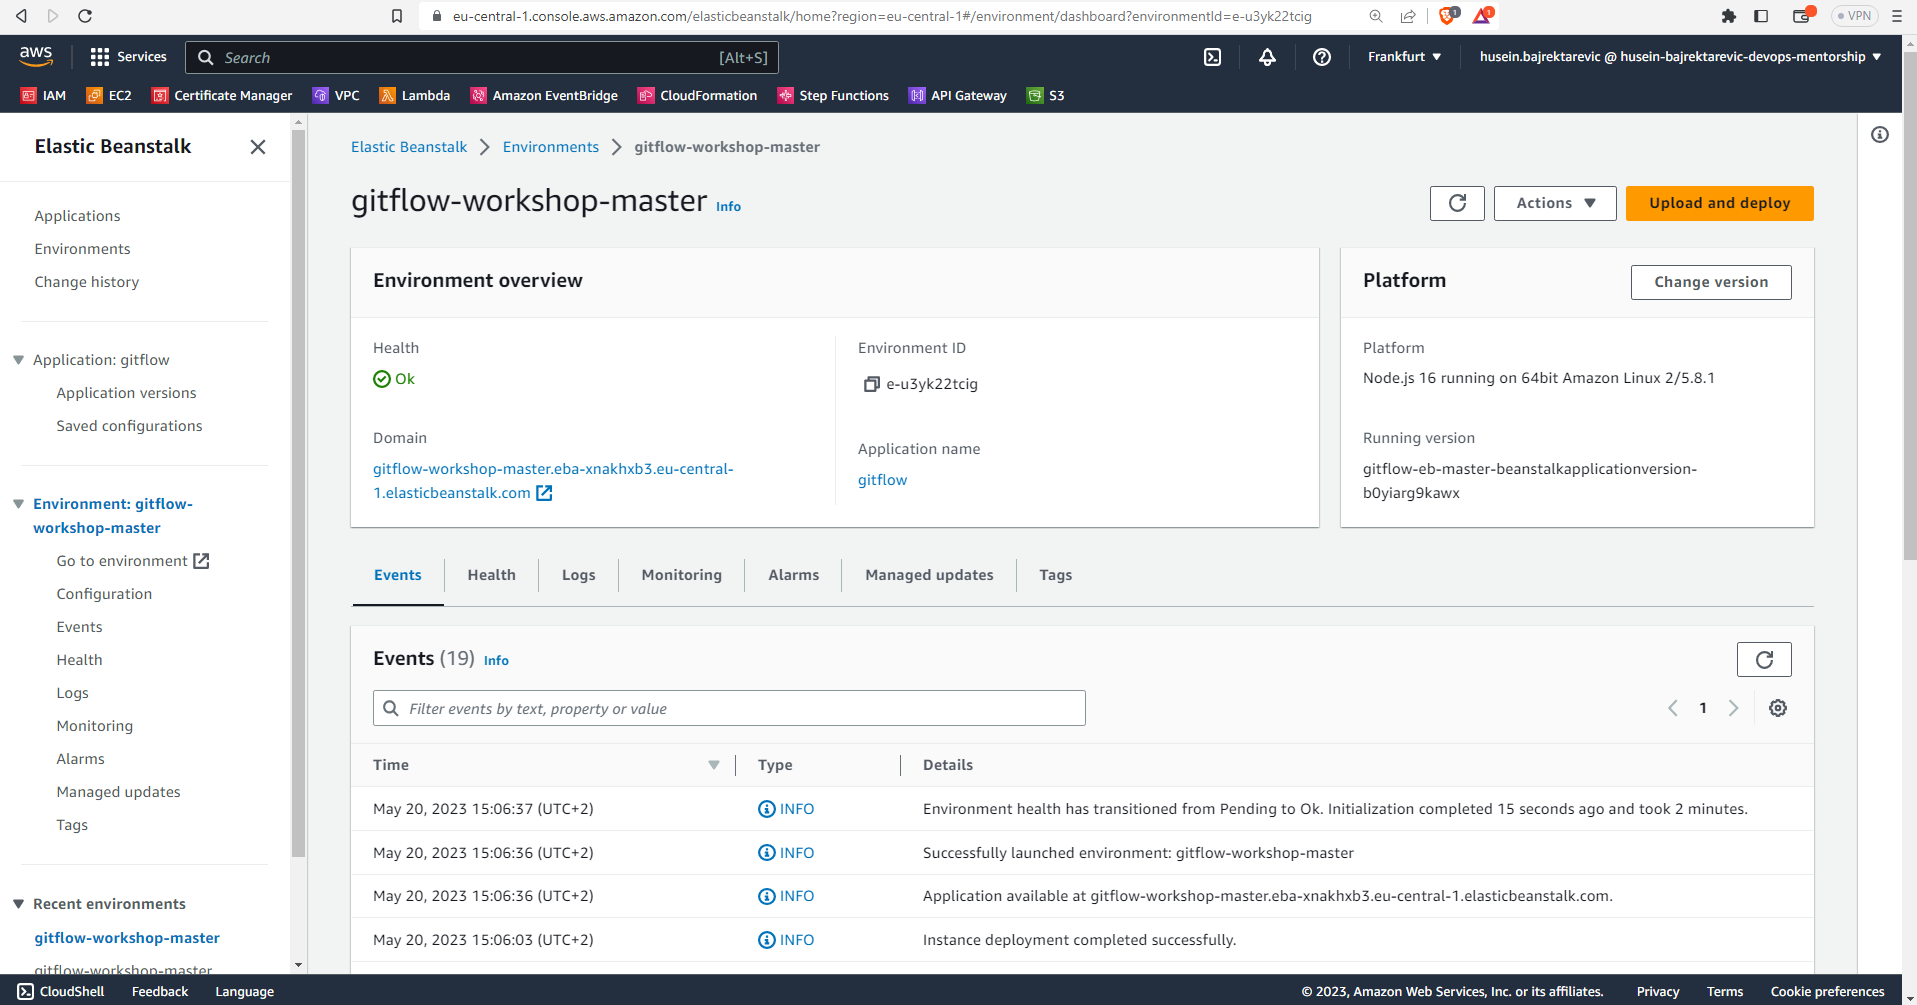 eu-central-1.console.aws.amazon.com/elasticbeanstalk/home?region=eu-central-1#/environment/dashboard?environmentId=e-u3yk22tcig
1
1
VPN
aws
Services
Search
[Alt+S]
Frankfurt
husein.bajrektarevic @ husein-bajrektarevic-devops-mentorship
IAM
EC2
Certificate Manager
VPC
Lambda
Amazon EventBridge
CloudFormation
Step Functions
API Gateway
S3
Elastic Beanstalk
Applications
Environments
Change history
Application: gitflow
Application versions
Saved configurations
Environment: gitflow-
workshop-master
Go to environment
Configuration
Events
Health
Logs
Monitoring
Alarms
Managed updates
Tags
Recent environments
gitflow-workshop-master
gitflow-workshop-master
Elastic Beanstalk
Environments
gitflow-workshop-master
gitflow-workshop-master Info
Actions
Upload and deploy
Environment overview
Health
Ok
Domain
gitflow-workshop-master.eba-xnakhxb3.eu-central-
1.elasticbeanstalk.com
Environment ID
e-u3yk22tcig
Application name
gitflow
Platform
Change version
Platform
Node.js 16 running on 64bit Amazon Linux 2/5.8.1
Running version
gitflow-eb-master-beanstalkapplicationversion-
b0yiarg9kawx
Events
Health
Logs
Monitoring
Alarms
Managed updates
Tags
Events (19) Info
Filter events by text, property or value
1
Time Type Details
May 20, 2023 15:06:37 (UTC+2) INFO Environment health has transitioned from Pending to Ok. Initialization completed 15 seconds ago and took 2 minutes.
May 20, 2023 15:06:36 (UTC+2) INFO Successfully launched environment: gitflow-workshop-master
May 20, 2023 15:06:36 (UTC+2) INFO Application available at gitflow-workshop-master.eba-xnakhxb3.eu-central-1.elasticbeanstalk.com.
May 20, 2023 15:06:03 (UTC+2) INFO Instance deployment completed successfully.
CloudShell
Feedback
Language
© 2023, Amazon Web Services, Inc. or its affiliates.
Privacy
Terms
Cookie preferences